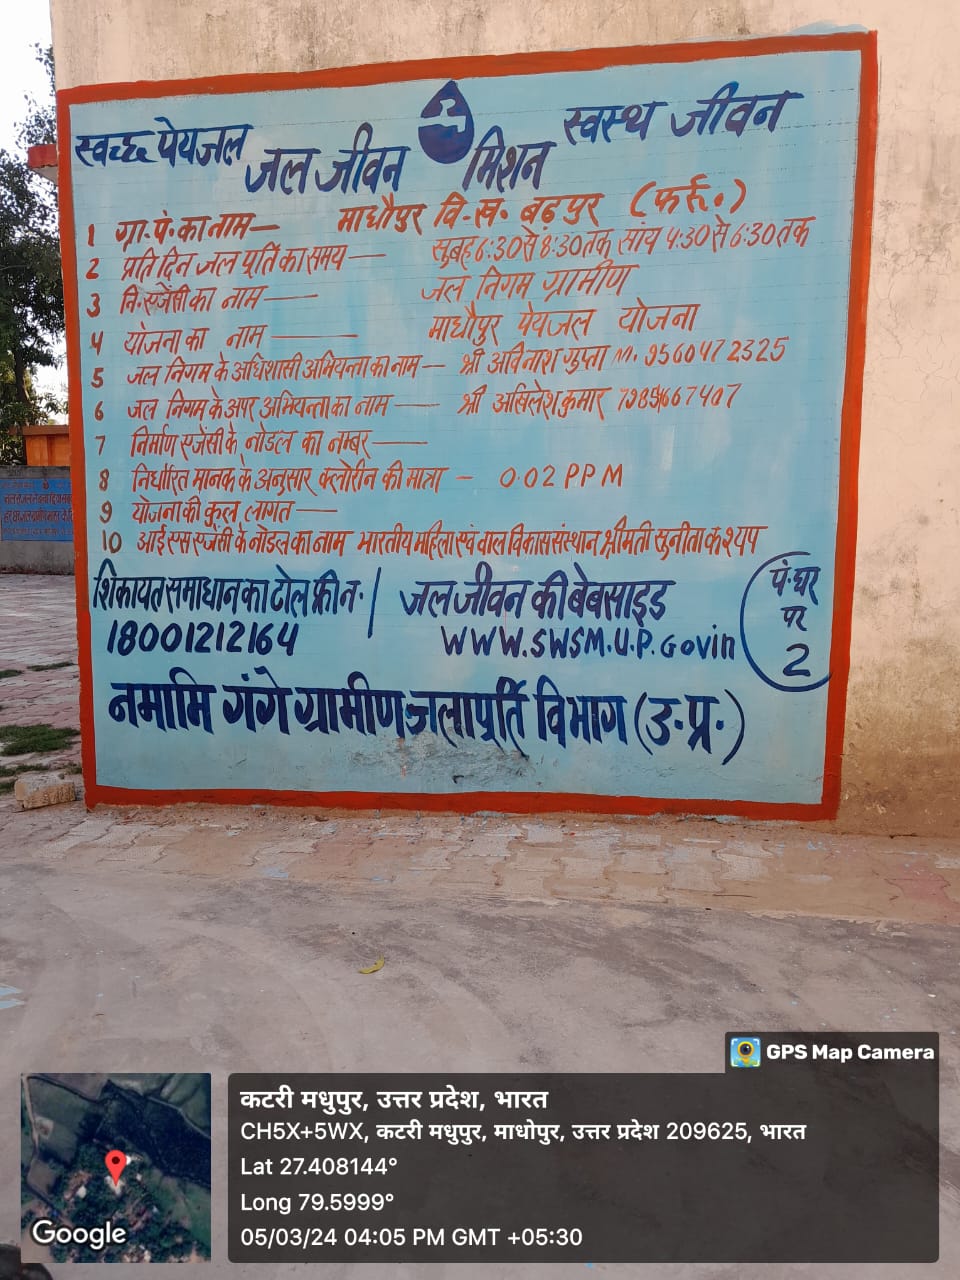 स्वच्छ पेयजल जल जीवन मिशन स्वस्थ जीवन
1 ग्रा.पं.का नाम — माधौपुर वि.ख. बढ़पुर (फर्रु.)
2 प्रति दिन जल पूर्ति का समय — सुबह 6:30 से 8:30 तक सांय 4:30 से 6:30 तक
3 नि.एजेंसी का नाम — जल निगम ग्रामीण
4 योजना का नाम — माधौपुर पेयजल योजना
5 जल निगम के अधिशासी अभियन्ता का नाम — श्री अविनाश गुप्ता M. 9560472325
6 जल निगम के अपर अभियन्ता का नाम — श्री अखिलेश कुमार
7 निर्माण एजेंसी के नोडल का नम्बर —
8 निर्धारित मानक के अनुसार क्लोरीन की मात्रा — 0.02 PPM
9 योजना की कुल लागत —
10 आई एस एजेंसी के नोडल का नाम भारतीय महिला एवं बाल विकास संस्थान श्रीमती सुनीता कश्यप
शिकायत समाधान का टोल फ्री न. | जल जीवन की बेबसाइड
18001212164 WWW.SWSM.U.P.Govin
पं.घर
पर
2
नमामि गंगे ग्रामीण जलापूर्ति विभाग (उ.प्र.)
GPS Map Camera
कटरी मधुपुर, उत्तर प्रदेश, भारत
CH5X+5WX, कटरी मधुपुर, माधोपुर, उत्तर प्रदेश 209625, भारत
Lat 27.408144°
Long 79.5999°
05/03/24 04:05 PM GMT +05:30
Google